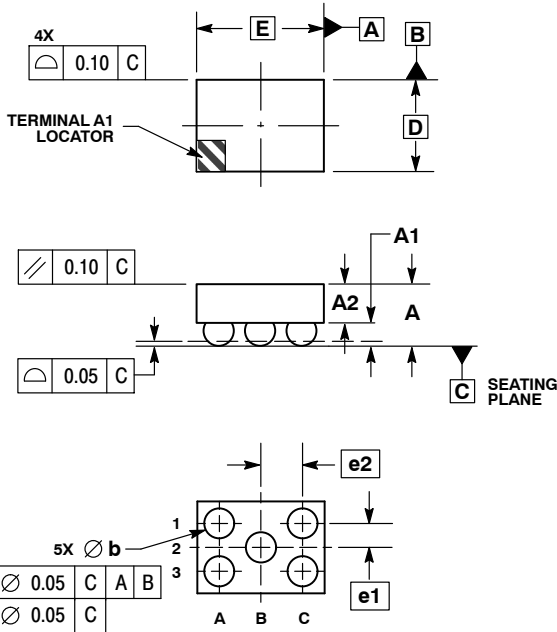 E A B
4X
⌓ 0.10 C
TERMINAL A1
LOCATOR
D
A1
⫽ 0.10 C
A2 A
⌓ 0.05 C
C SEATING
PLANE
e2
1
5X ∅ b 2
3
∅ 0.05 C A B
∅ 0.05 C
e1
A B C